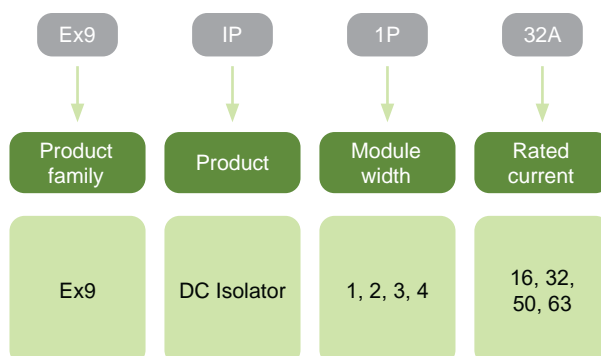 Ex9
IP
1P
32A
Product
family
Product
Module
width
Rated
current
Ex9
DC Isolator
1, 2, 3, 4
16, 32,
50, 63